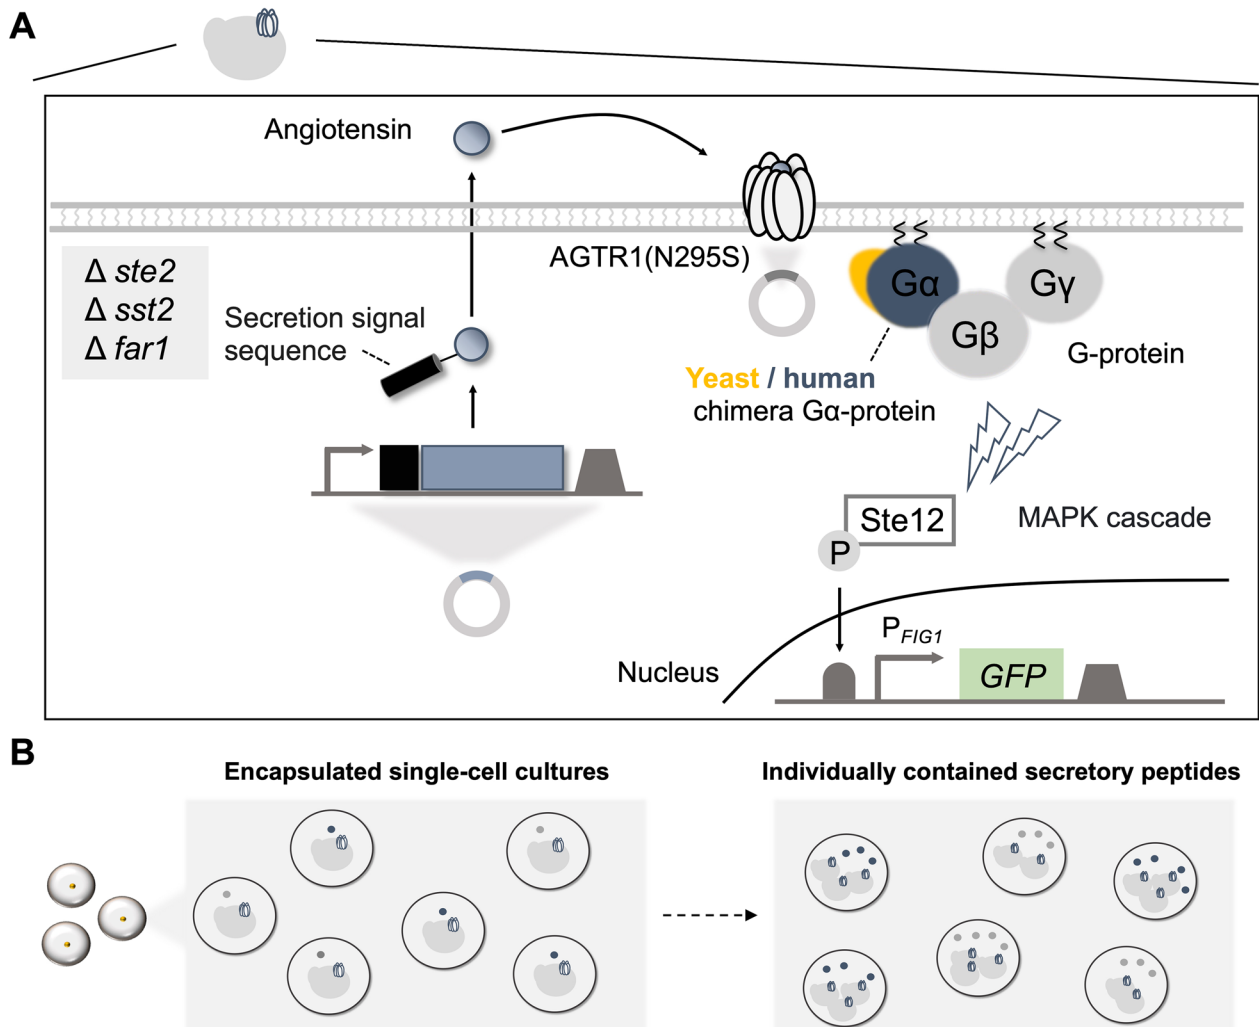 A
Angiotensin
Δ ste2
Δ sst2
Δ far1
Secretion signal
sequence
AGTR1(N295S)
Gα
Gβ
Gγ
G-protein
Yeast / human
chimera Gα-protein
Ste12
P
MAPK cascade
Nucleus
PFIG1
GFP
B
Encapsulated single-cell cultures
Individually contained secretory peptides